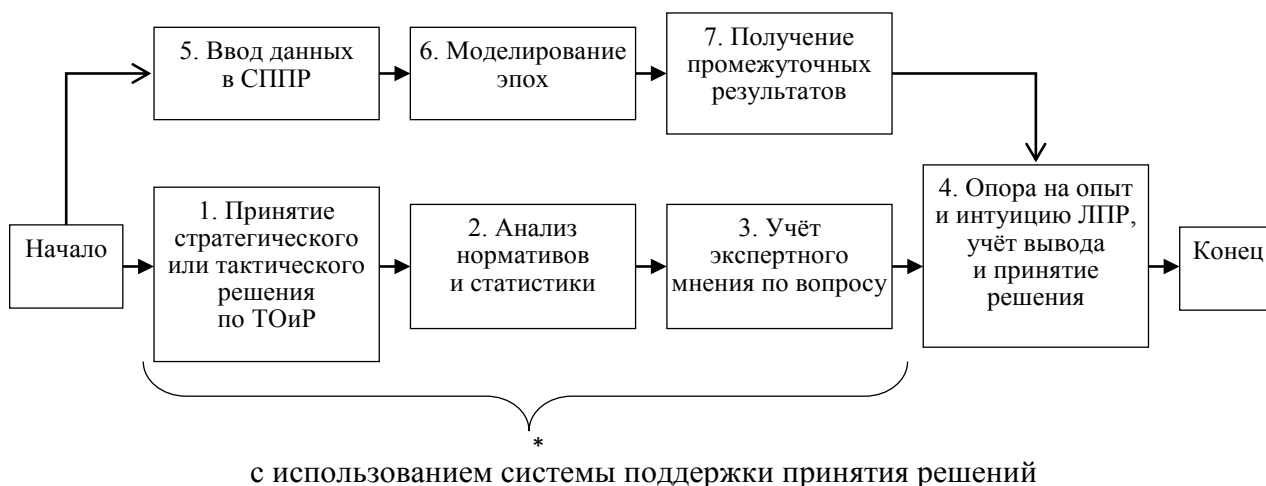 5. Ввод данных
в СППР
6. Моделирование
эпох
7. Получение
промежуточных
результатов
Начало
1. Принятие
стратегического
или тактического
решения
по ТОиР
2. Анализ
нормативов
и статистики
3. Учёт
экспертного
мнения по вопросу
4. Опора на опыт
и интуицию ЛПР,
учёт вывода
и принятие
решения
Конец
*
с использованием системы поддержки принятия решений